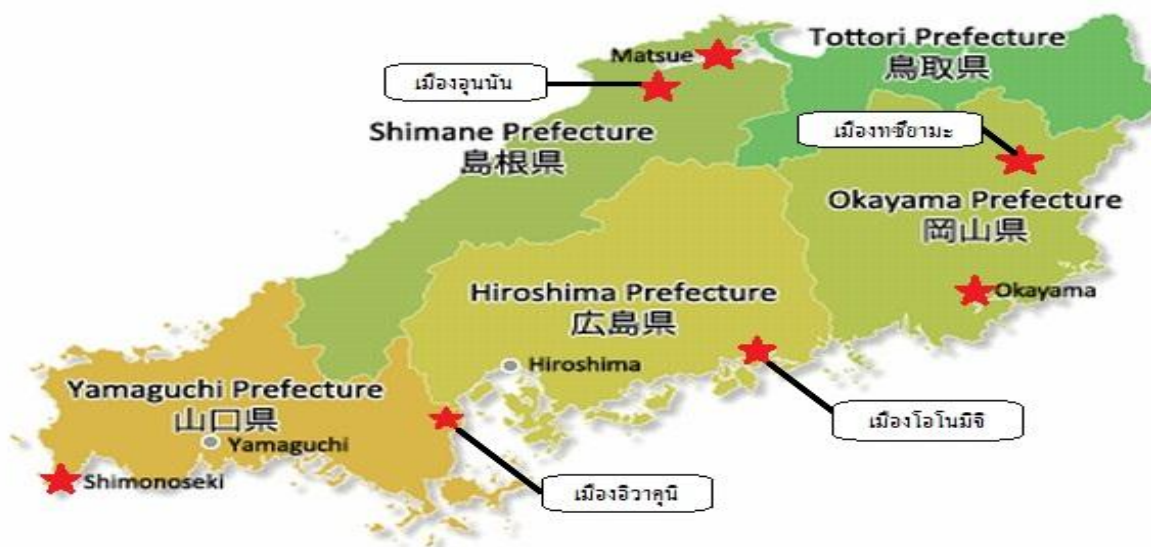 Tottori Prefecture
鳥取県
Matsue
เมืองอุนนัน
Shimane Prefecture
島根県
เมืองทซึยามะ
Okayama Prefecture
岡山県
Hiroshima Prefecture
広島県
Okayama
Hiroshima
Yamaguchi Prefecture
山口県
Yamaguchi
เมืองโอโนมิจิ
Shimonoseki
เมืองอิวาคุนิ